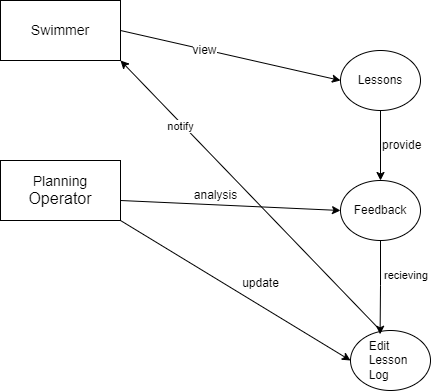 Swimmer
view
Lessons
notify
provide
Planning
Operator
analysis
Feedback
update
recieving
Edit
Lesson
Log